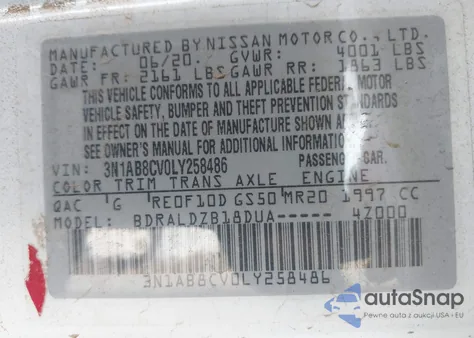 MANUFACTURED BY NISSAN MOTOR CO., LTD.
DATE: 06/20 GVWR: 4001 LBS
GAWR FR: 2161 LBS GAWR RR: 1863 LBS
THIS VEHICLE CONFORMS TO ALL APPLICABLE FEDERAL MOTOR
VEHICLE SAFETY, BUMPER AND THEFT PREVENTION STANDARDS
IN EFFECT ON THE DATE OF MANUFACTURE SHOWN ABOVE.
SEE OWNER'S MANUAL FOR ADDITIONAL INFORMATION.
VIN: 3N1AB8CV0LY258486 PASSENGER CAR
COLOR TRIM TRANS AXLE ENGINE
QAC G RE0F10D GS50 MR20 1997 CC
MODEL: BDRALDZB18DUA----- 4Z000
3N1AB8CV0LY258486
autoSnap
Pewne auta z USA • EU